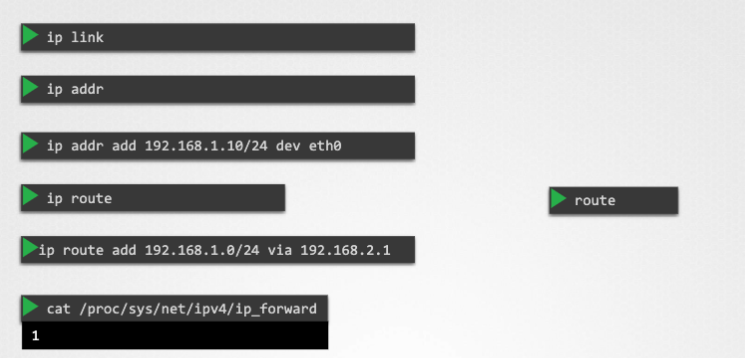 ip link
ip addr
ip addr add 192.168.1.10/24 dev eth0
ip route
route
ip route add 192.168.1.0/24 via 192.168.2.1
cat /proc/sys/net/ipv4/ip_forward
1